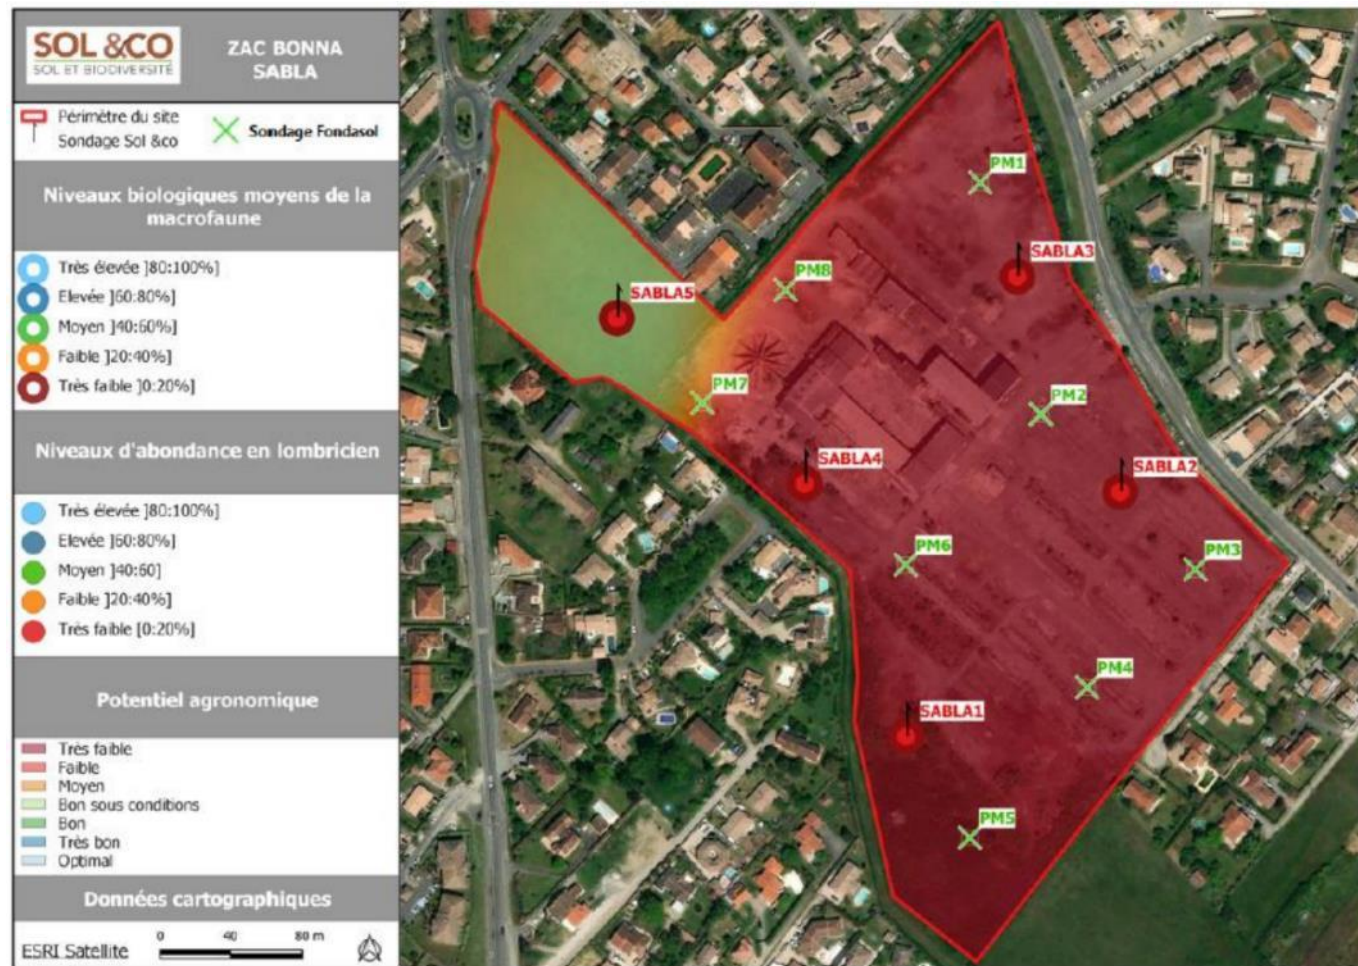 SOL &CO
SOL ET BIODIVERSITÉ
ZAC BONNA
SABLA
Périmètre du site
Sondage Sol &co
Sondage Fondasol
Niveaux biologiques moyens de la
macrofaune
Très élevée ]80:100%]
Elevée ]60:80%]
Moyen ]40:60%]
Faible ]20:40%]
Très faible [0:20%]
Niveaux d'abondance en lombricien
Très élevée ]80:100%]
Elevée ]60:80%]
Moyen ]40:60]
Faible ]20:40%]
Très faible [0:20%]
Potentiel agronomique
Très faible
Faible
Moyen
Bon sous conditions
Bon
Très bon
Optimal
Données cartographiques
ESRI Satellite
0 40 80 m
PM1
SABLA3
PM8
SABLA5
PM7
PM2
SABLA4
SABLA2
PM6
PM3
PM4
SABLA1
PM5